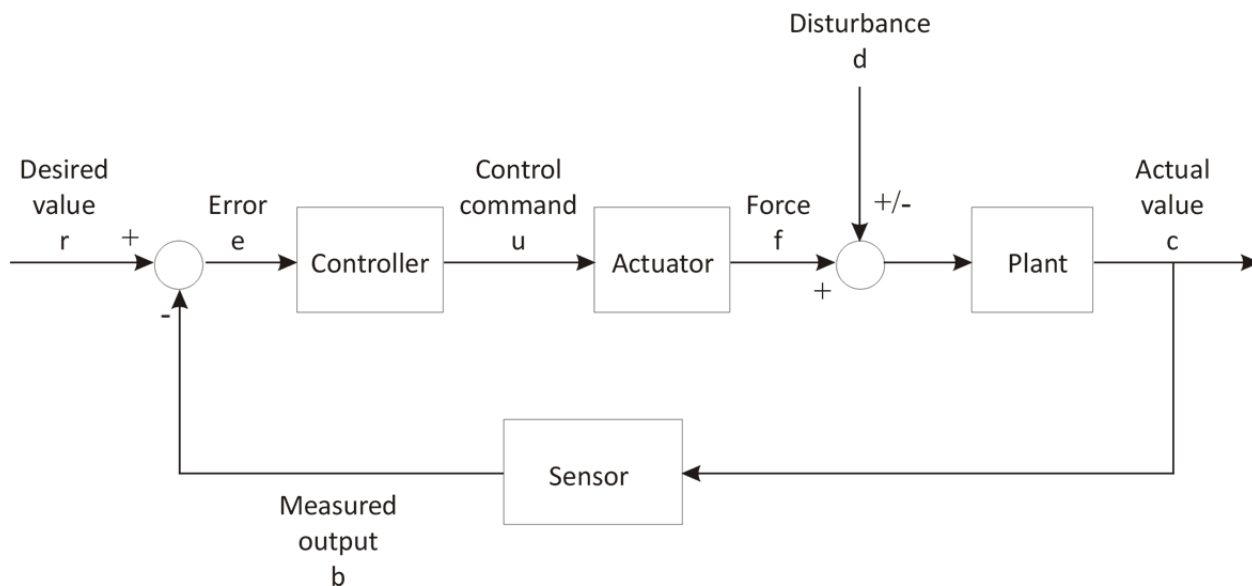 Disturbance
d
Desired
value
r
+
Error
e
Controller
Control
command
u
Actuator
Force
f
+
+/-
Plant
Actual
value
c
-
Sensor
Measured
output
b